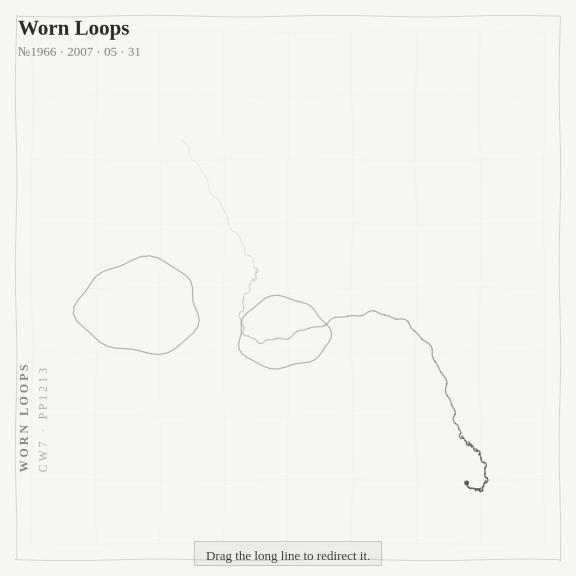 Worn Loops
№1966 · 2007 · 05 · 31
WORN LOOPS
CW7 · PP1213
Drag the long line to redirect it.